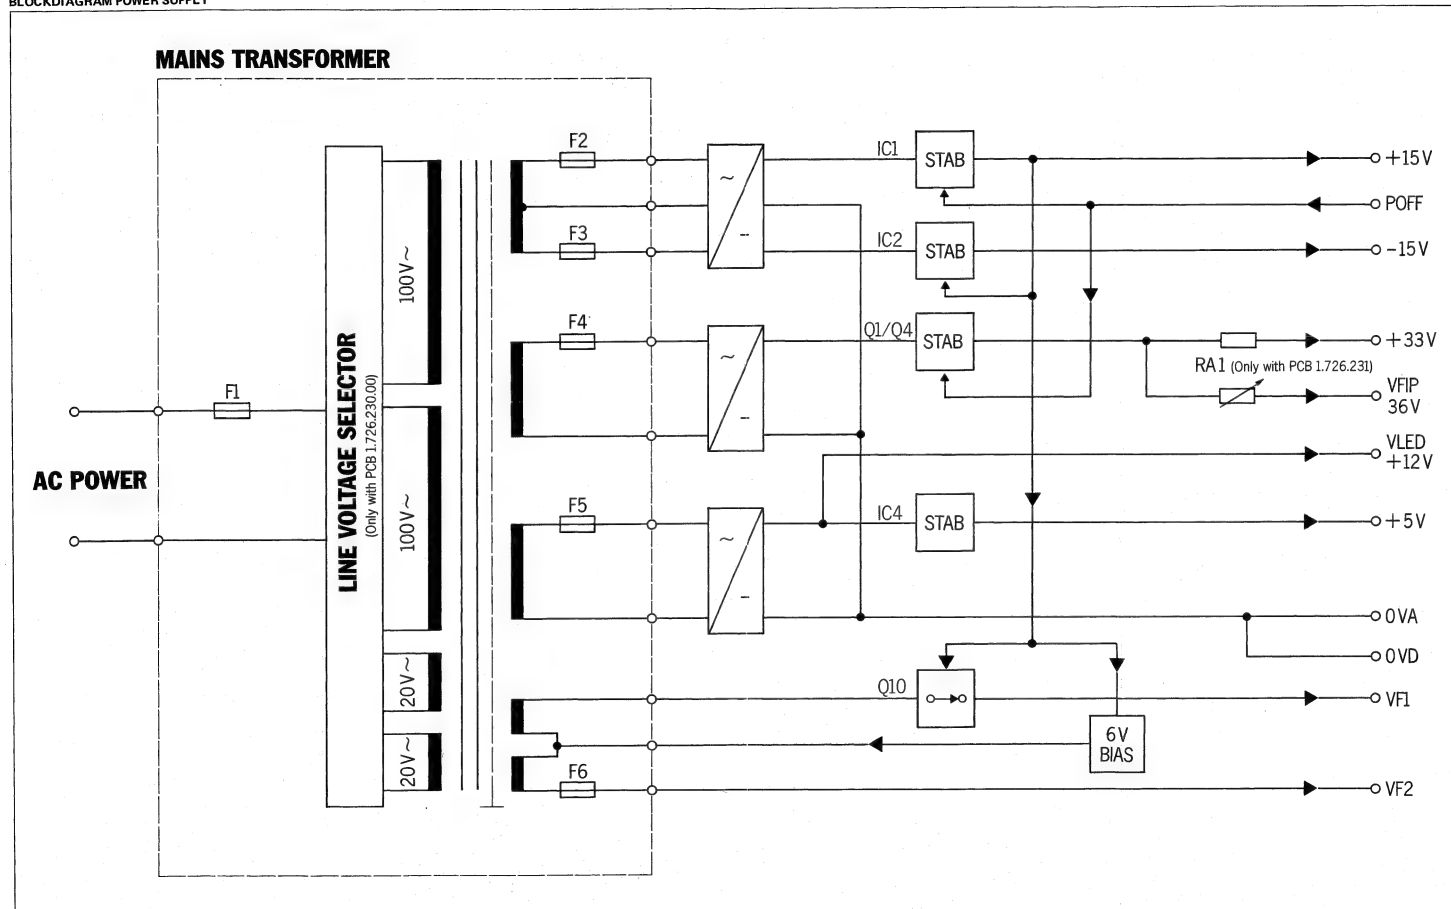 BLOCKDIAGRAM POWER SUPPLY
MAINS TRANSFORMER
AC POWER
F1
LINE VOLTAGE SELECTOR
(Only with PCB 1.726.230.00)
100V~
100V~
20V~
20V~
F2
F3
F4
F5
F6
~
-
~
-
~
-
IC1
STAB
IC2
STAB
Q1/Q4
STAB
IC4
STAB
Q10
6V
BIAS
RA1 (Only with PCB 1.726.231)
+15V
POFF
-15V
+33V
VFIP
36V
VLED
+12V
+5V
0VA
0VD
VF1
VF2